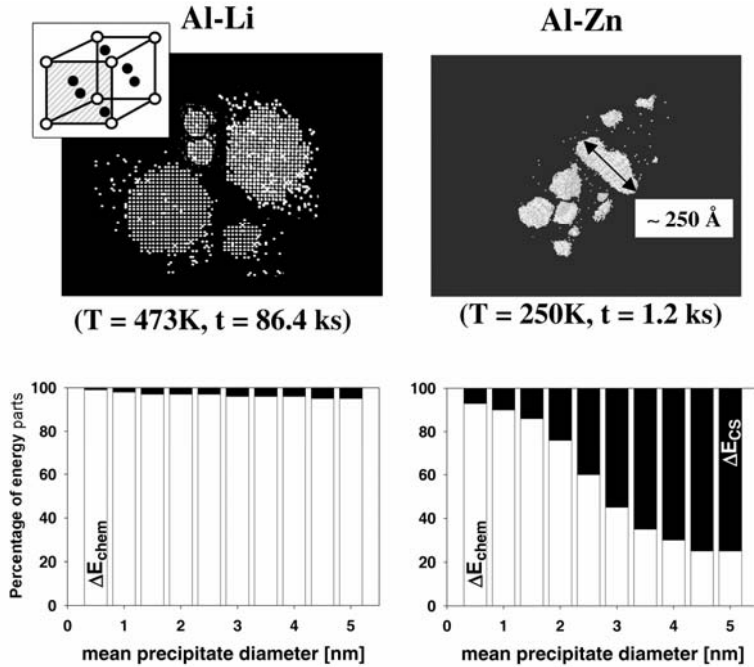 Al-Li
Al-Zn
~ 250 Å
(T = 473K, t = 86.4 ks)
(T = 250K, t = 1.2 ks)
Percentage of energy parts
100
80
60
40
20
0
ΔEchem
0 1 2 3 4 5
mean precipitate diameter [nm]
100
80
60
40
20
0
ΔEchem
ΔECS
0 1 2 3 4 5
mean precipitate diameter [nm]